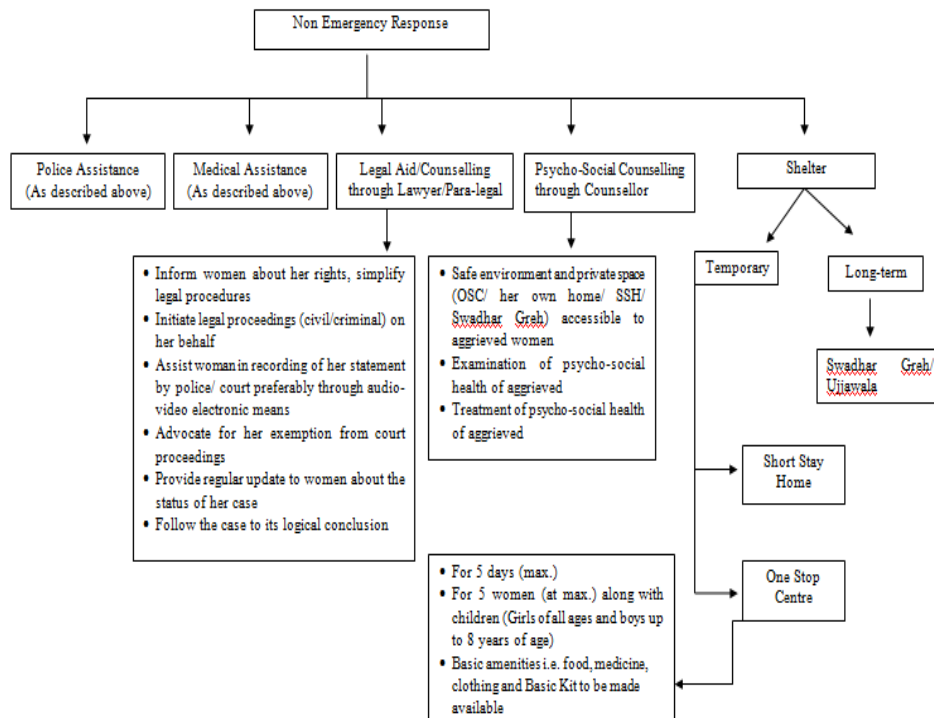 Non Emergency Response
Police Assistance
(As described above)
Medical Assistance
(As described above)
Legal Aid/Counselling
through Lawyer/Para-legal
Psycho-Social Counselling
through Counsellor
Shelter
• Inform women about her rights, simplify
legal procedures
• Initiate legal proceedings (civil/criminal) on
her behalf
• Assist woman in recording of her statement
by police/ court preferably through audio-
video electronic means
• Advocate for her exemption from court
proceedings
• Provide regular update to women about the
status of her case
• Follow the case to its logical conclusion
• Safe environment and private space
(OSC/ her own home/ SSH/
Swadhar Greh) accessible to
aggrieved women
• Examination of psycho-social
health of aggrieved
• Treatment of psycho-social health
of aggrieved
Temporary
Long-term
Swadhar Greh/
Ujjawala
Short Stay
Home
One Stop
Centre
• For 5 days (max.)
• For 5 women (at max.) along with
children (Girls of all ages and boys up
to 8 years of age)
• Basic amenities i.e. food, medicine,
clothing and Basic Kit to be made
available